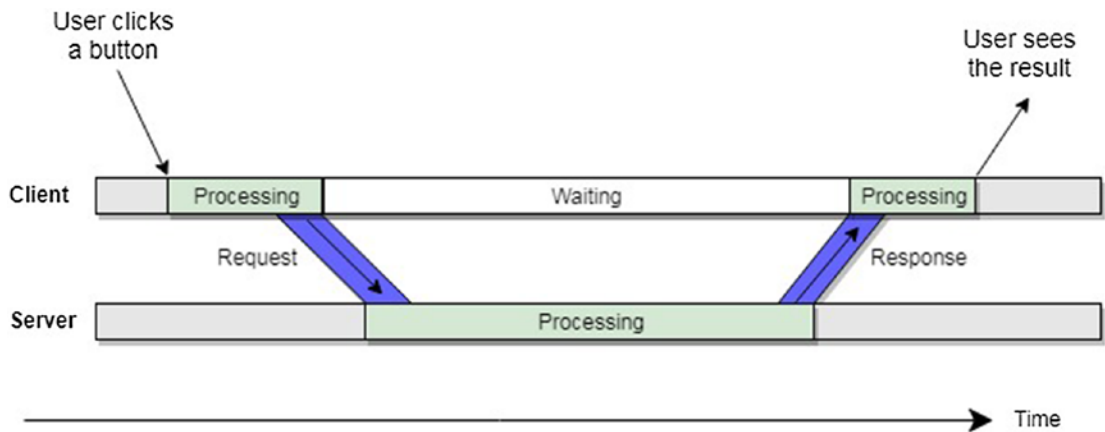 User clicks
a button
User sees
the result
Client
Processing
Waiting
Processing
Request
Response
Server
Processing
Time